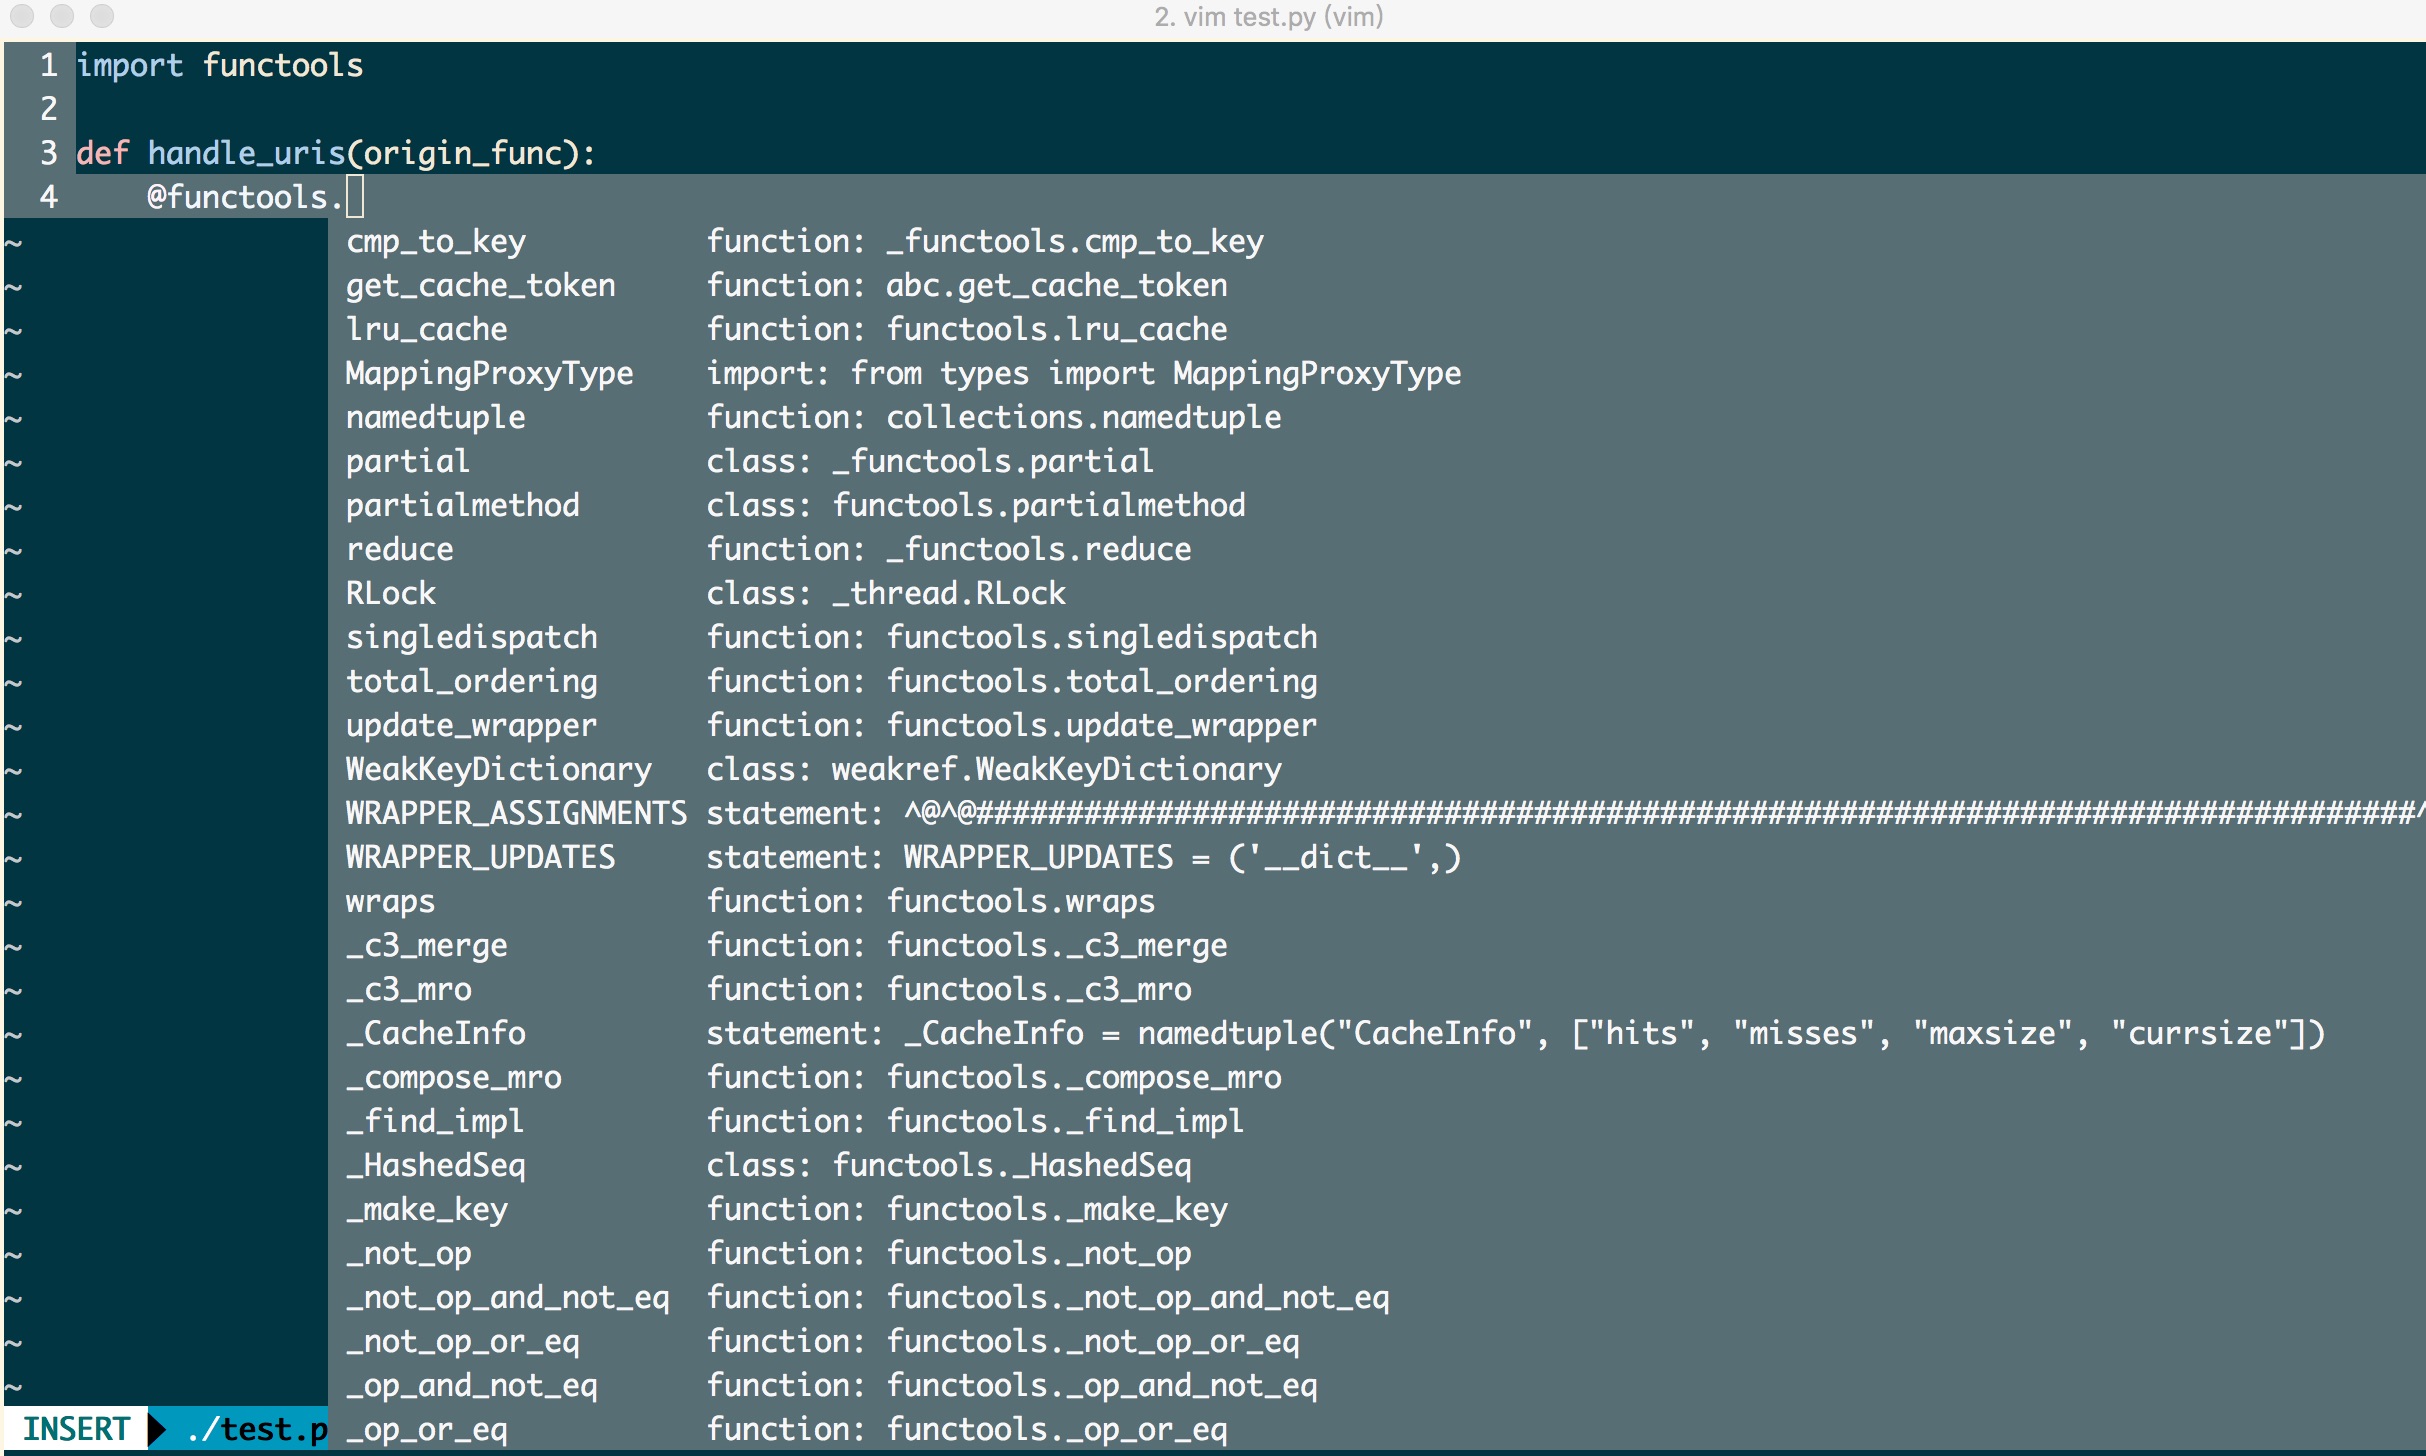 2. vim test.py (vim)
1 import functools
2
3 def handle_uris(origin_func):
4     @functools.
~ cmp_to_key         function: _functools.cmp_to_key
~ get_cache_token    function: abc.get_cache_token
~ lru_cache          function: functools.lru_cache
~ MappingProxyType   import: from types import MappingProxyType
~ namedtuple         function: collections.namedtuple
~ partial            class: _functools.partial
~ partialmethod      class: functools.partialmethod
~ reduce             function: _functools.reduce
~ RLock              class: _thread.RLock
~ singledispatch     function: functools.singledispatch
~ total_ordering     function: functools.total_ordering
~ update_wrapper     function: functools.update_wrapper
~ WeakKeyDictionary  class: weakref.WeakKeyDictionary
~ WRAPPER_ASSIGNMENTS statement: ^@^@################################################################################^
~ WRAPPER_UPDATES    statement: WRAPPER_UPDATES = ('__dict__',)
~ wraps              function: functools.wraps
~ _c3_merge          function: functools._c3_merge
~ _c3_mro            function: functools._c3_mro
~ _CacheInfo         statement: _CacheInfo = namedtuple("CacheInfo", ["hits", "misses", "maxsize", "currsize"])
~ _compose_mro       function: functools._compose_mro
~ _find_impl         function: functools._find_impl
~ _HashedSeq         class: functools._HashedSeq
~ _make_key          function: functools._make_key
~ _not_op            function: functools._not_op
~ _not_op_and_not_eq function: functools._not_op_and_not_eq
~ _not_op_or_eq      function: functools._not_op_or_eq
~ _op_and_not_eq     function: functools._op_and_not_eq
INSERT ./test.p _op_or_eq          function: functools._op_or_eq